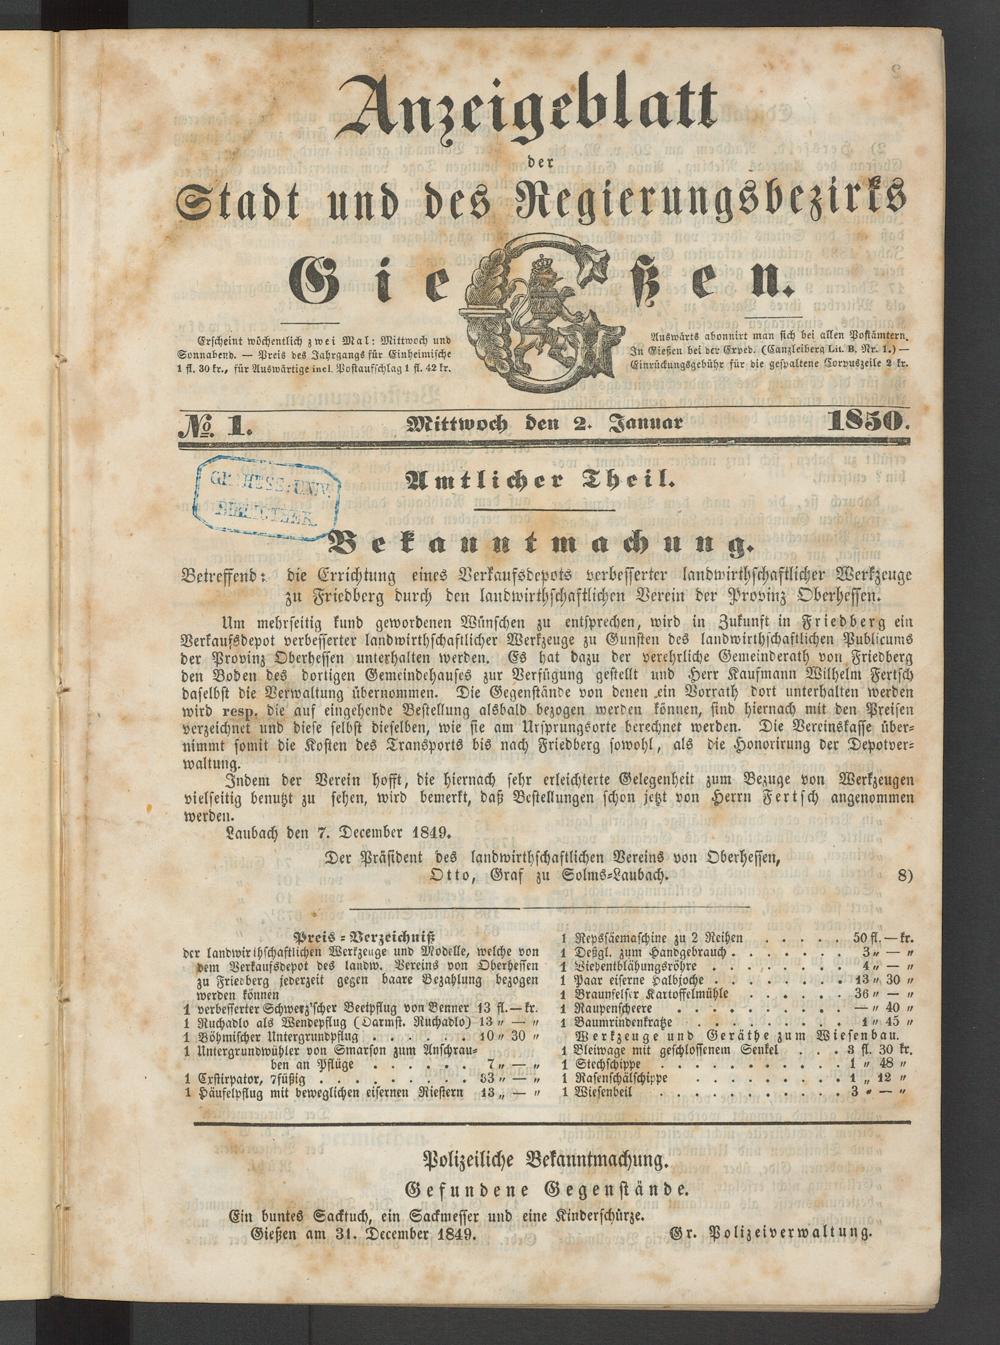 Anzeigeblatt
der
Stadt und des Regierungsbezirks
Gießen.
Erscheint wöchentlich zwei Mal: Mittwoch und
Sonnabend. — Preis des Jahrgangs für Einheimische
1 fl. 30 kr., für Auswärtige incl. Postaufschlag 1 fl. 42 kr.
Auswärts abonnirt man sich bei allen Postämtern.
In Gießen bei der Exped. (Canzleiberg Lit. B. Nr. 1.) —
Einrückungsgebühr für die gespaltene Corpuszeile 2 kr.
No. 1. Mittwoch den 2. Januar 1850.
GR. HESS. UNIV.
BIBLIOTHEK.
Amtlicher Theil.
Bekanntmachung.
Betreffend: die Errichtung eines Verkaufsdepots verbesserter landwirthschaftlicher Werkzeuge
zu Friedberg durch den landwirthschaftlichen Verein der Provinz Oberhessen.
Um mehrseitig kund gewordenen Wünschen zu entsprechen, wird in Zukunft in Friedberg ein
Verkaufsdepot verbesserter landwirthschaftlicher Werkzeuge zu Gunsten des landwirthschaftlichen Publicums
der Provinz Oberhessen unterhalten werden. Es hat dazu der verehrliche Gemeinderath von Friedberg
den Boden des dortigen Gemeindehauses zur Verfügung gestellt und Herr Kaufmann Wilhelm Fertsch
daselbst die Verwaltung übernommen. Die Gegenstände von denen ein Vorrath dort unterhalten werden
wird resp. die auf eingehende Bestellung alsbald bezogen werden können, sind hiernach mit den Preisen
verzeichnet und diese selbst dieselben, wie sie am Ursprungsorte berechnet werden. Die Vereinskasse über-
nimmt somit die Kosten des Transports bis nach Friedberg sowohl, als die Honorirung der Depotver-
waltung.
Indem der Verein hofft, die hiernach sehr erleichterte Gelegenheit zum Bezuge von Werkzeugen
vielseitig benutzt zu sehen, wird bemerkt, daß Bestellungen schon jetzt von Herrn Fertsch angenommen
werden.
Laubach den 7. December 1849.
Der Präsident des landwirthschaftlichen Vereins von Oberhessen,
Otto, Graf zu Solms-Laubach. 8)
Preis-Verzeichniß
der landwirthschaftlichen Werkzeuge und Modelle, welche von
dem Verkaufsdepot des landw. Vereins von Oberhessen
zu Friedberg jederzeit gegen baare Bezahlung bezogen
werden können
1 verbesserter Schwerz'scher Beetpflug von Benner 13 fl. — kr.
1 Ruchadlo als Wendepflug (Darmst. Ruchadlo) 13 „ — „
1 Böhmischer Untergrundpflug . . . . . . 10 „ 30 „
1 Untergrundwühler von Smarson zum Anschrau-
ben an Pflüge . . . . . . . . 7 „ — „
1 Exstirpator, 7füßig . . . . . . . . . 53 „ — „
1 Häufelpflug mit beweglichen eisernen Riestern 13 „ — „
1 Repssäemaschine zu 2 Reihen . . . . . 50 fl. — kr.
1 Deßgl. zum Handgebrauch . . . . . . . 3 „ — „
1 Viehentblähungsröhre . . . . . . . . 4 „ — „
1 Paar eiserne Halbjoche . . . . . . . . 13 „ 30 „
1 Braunfelser Kartoffelmühle . . . . . . 36 „ — „
1 Raupenscheere . . . . . . . . . . — „ 40 „
1 Baumrindenkratze . . . . . . . . . 1 „ 45 „
Werkzeuge und Geräthe zum Wiesenbau.
1 Bleiwage mit geschlossenem Senkel . . . 3 fl. 30 kr.
1 Stechschippe . . . . . . . . . . . 1 „ 48 „
1 Rasenschälschippe . . . . . . . . . 1 „ 12 „
1 Wiesenbeil . . . . . . . . . . . 3 „ — „
Polizeiliche Bekanntmachung.
Gefundene Gegenstände.
Ein buntes Sacktuch, ein Sackmesser und eine Kinderschürze.
Gießen am 31. December 1849. Gr. Polizeiverwaltung.